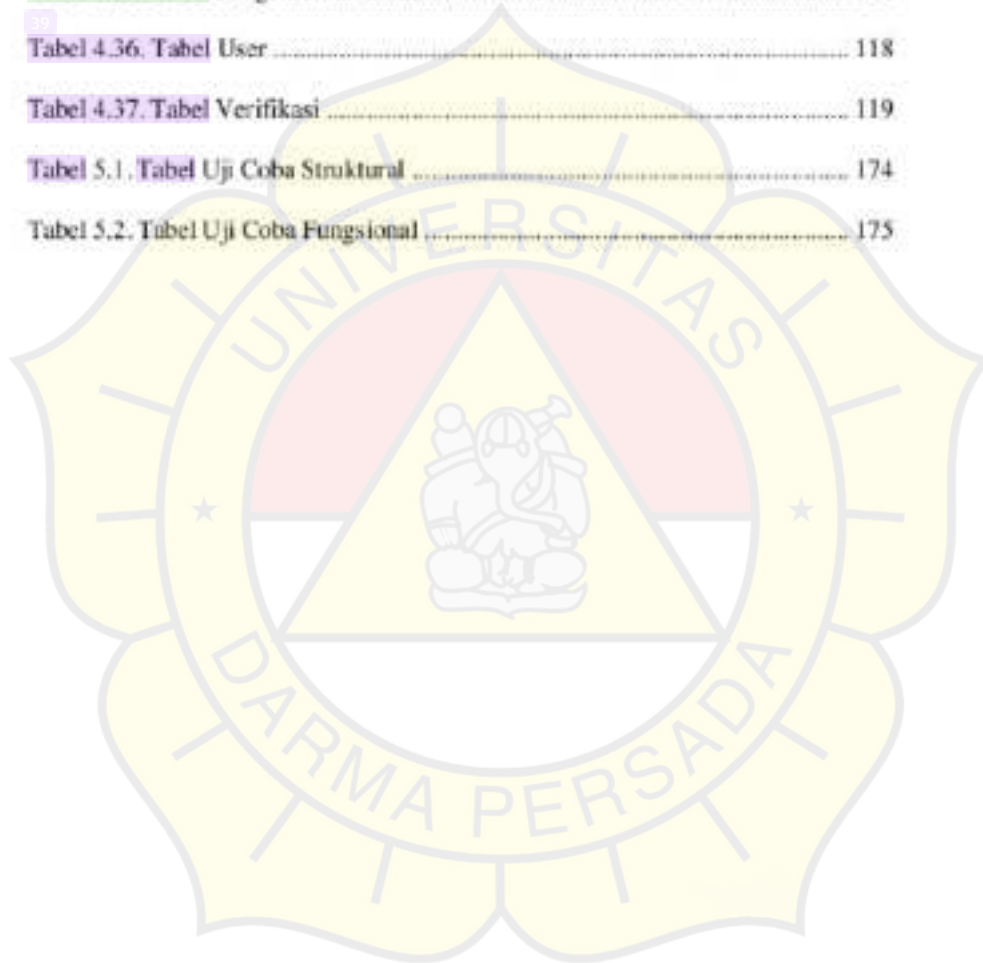 39
Tabel 4.36. Tabel User ........ 118
Tabel 4.37. Tabel Verifikasi ........ 119
Tabel 5.1. Tabel Uji Coba Struktural ........ 174
Tabel 5.2. Tabel Uji Coba Fungsional ........ 175
UNIVERSITAS
DARMA PERSADA